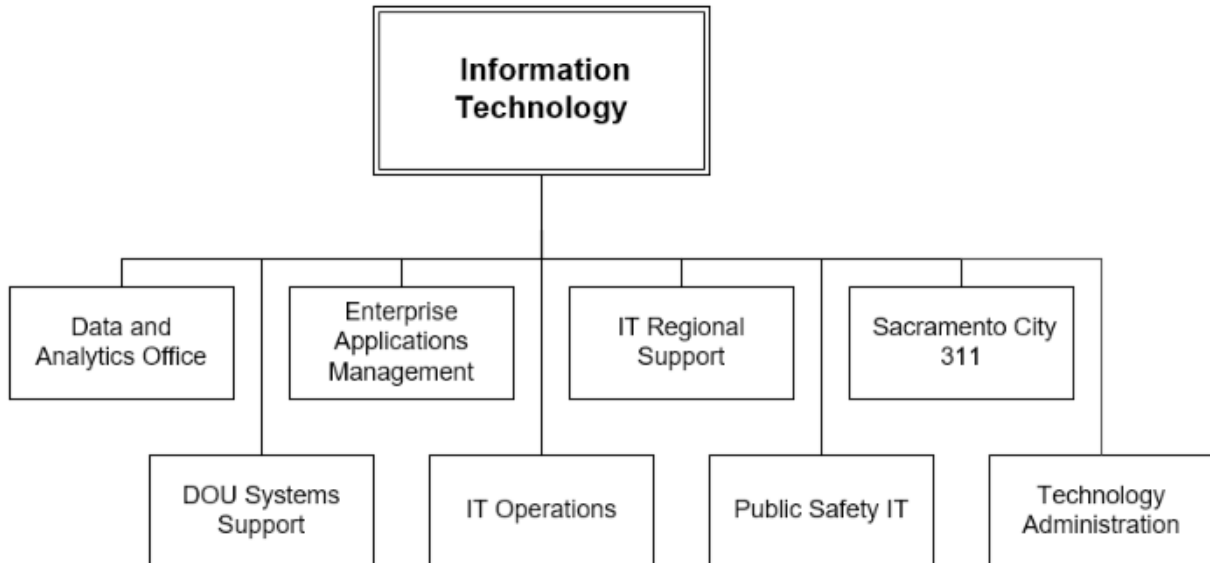 Information
Technology
Data and
Analytics Office
Enterprise
Applications
Management
IT Regional
Support
Sacramento City
311
DOU Systems
Support
IT Operations
Public Safety IT
Technology
Administration